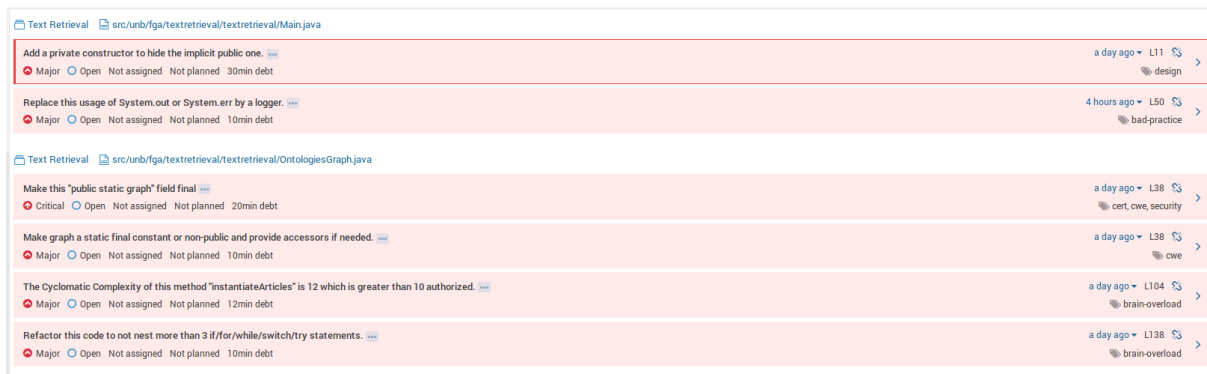 Text Retrieval src/unb/fga/textretrieval/textretrieval/Main.java
Add a private constructor to hide the implicit public one. ... a day ago L11
Major Open Not assigned Not planned 30min debt design
Replace this usage of System.out or System.err by a logger. ... 4 hours ago L50
Major Open Not assigned Not planned 10min debt bad-practice
Text Retrieval src/unb/fga/textretrieval/textretrieval/OntologiesGraph.java
Make this "public static graph" field final ... a day ago L38
Critical Open Not assigned Not planned 20min debt cert, cwe, security
Make graph a static final constant or non-public and provide accessors if needed. ... a day ago L38
Major Open Not assigned Not planned 10min debt cwe
The Cyclomatic Complexity of this method "instantiateArticles" is 12 which is greater than 10 authorized. ... a day ago L104
Major Open Not assigned Not planned 12min debt brain-overload
Refactor this code to not nest more than 3 if/for/while/switch/try statements. ... a day ago L138
Major Open Not assigned Not planned 10min debt brain-overload